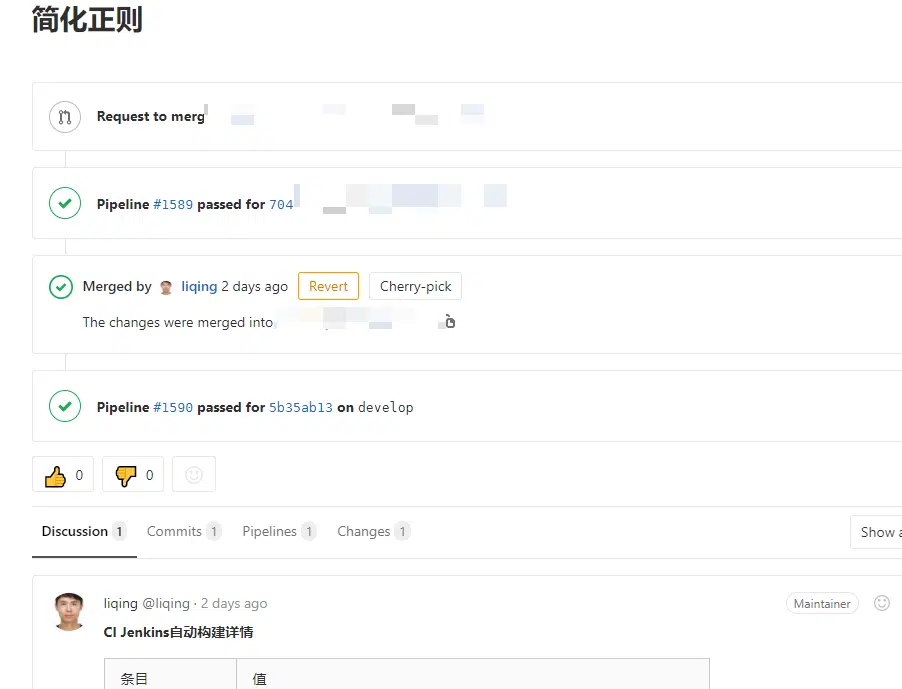 简化正则
Request to merg
Pipeline #1589 passed for 704
Merged by liqing 2 days ago Revert Cherry-pick
The changes were merged into
Pipeline #1590 passed for 5b35ab13 on develop
0 0
Discussion 1 Commits 1 Pipelines 1 Changes 1 Show a
liqing @liqing · 2 days ago Maintainer
CI Jenkins自动构建详情
条目 值